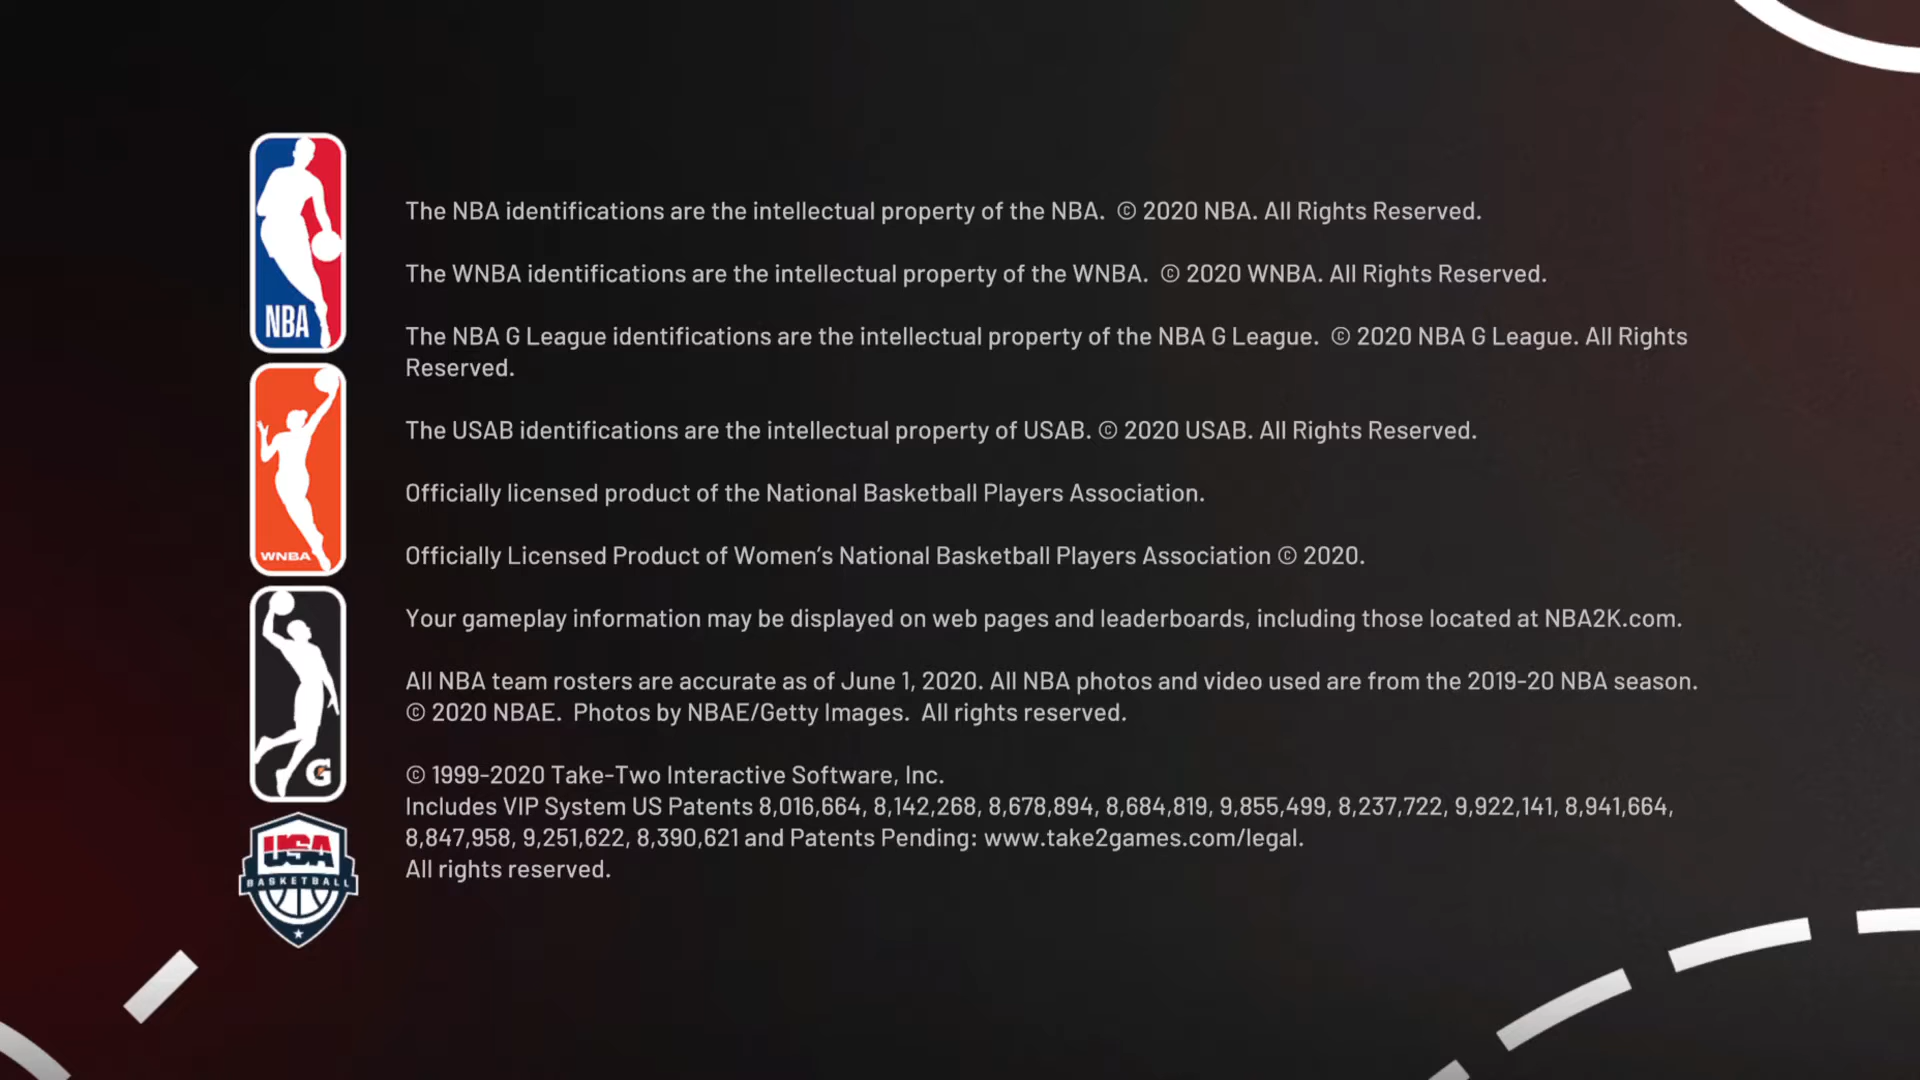 NBA
The NBA identifications are the intellectual property of the NBA.  © 2020 NBA. All Rights Reserved.
The WNBA identifications are the intellectual property of the WNBA.  © 2020 WNBA. All Rights Reserved.
The NBA G League identifications are the intellectual property of the NBA G League.  © 2020 NBA G League. All Rights
Reserved.
WNBA
The USAB identifications are the intellectual property of USAB. © 2020 USAB. All Rights Reserved.
Officially licensed product of the National Basketball Players Association.
Officially Licensed Product of Women’s National Basketball Players Association © 2020.
G
Your gameplay information may be displayed on web pages and leaderboards, including those located at NBA2K.com.
All NBA team rosters are accurate as of June 1, 2020. All NBA photos and video used are from the 2019-20 NBA season.
© 2020 NBAE.  Photos by NBAE/Getty Images.  All rights reserved.
© 1999-2020 Take-Two Interactive Software, Inc.
Includes VIP System US Patents 8,016,664, 8,142,268, 8,678,894, 8,684,819, 9,855,499, 8,237,722, 9,922,141, 8,941,664,
8,847,958, 9,251,622, 8,390,621 and Patents Pending: www.take2games.com/legal.
All rights reserved.
USA
BASKETBALL